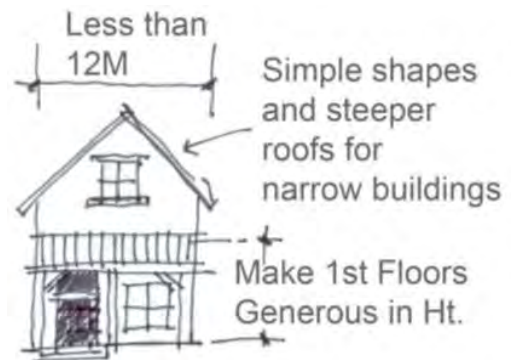 Less than
12M
Simple shapes
and steeper
roofs for
narrow buildings
Make 1st Floors
Generous in Ht.